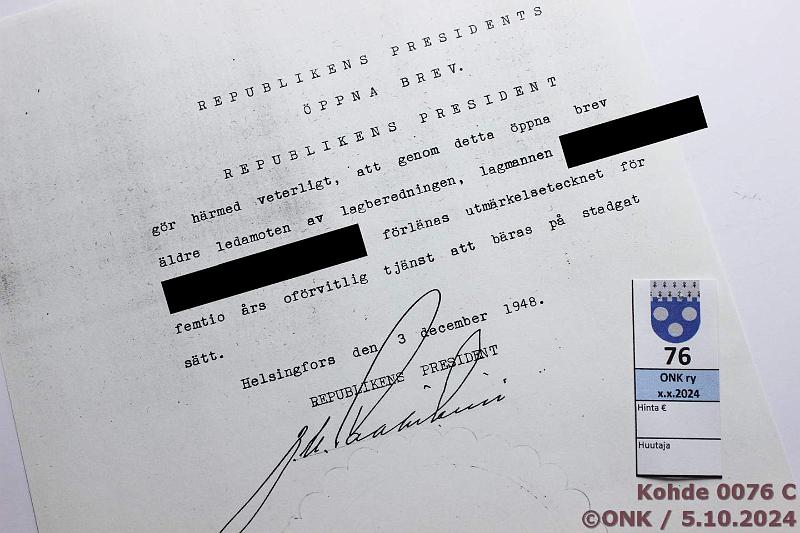 REPUBLIKENS PRESIDENTS
ÖPPNA BREV.
REPUBLIKENS PRESIDENT
gör härmed veterligt, att genom detta öppna brev
äldre ledamoten av lagberedningen, lagmannen
förlänas utmärkelsetecknet för
femtio års oförvitlig tjänst att bäras på stadgat
sätt.
Helsingfors den 3 december 1948.
REPUBLIKENS PRESIDENT
J.K. Paasikivi
76
ONK ry
x.x.2024
Hinta €
Huutaja
Kohde 0076 C
©ONK / 5.10.2024